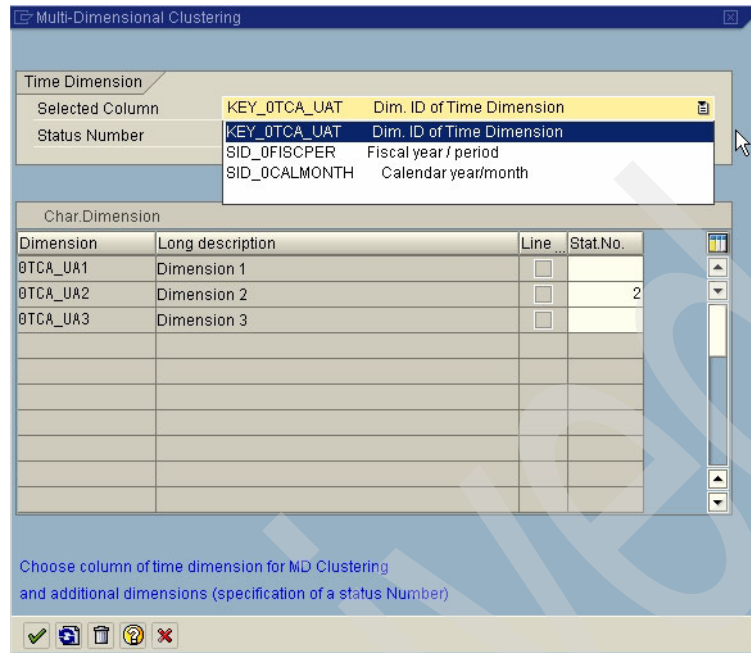 Multi-Dimensional Clustering
Time Dimension
Selected Column KEY_0TCA_UAT Dim. ID of Time Dimension
Status Number KEY_0TCA_UAT Dim. ID of Time Dimension
SID_0FISCPER Fiscal year / period
SID_0CALMONTH Calendar year/month
Char.Dimension
Dimension Long description Line ... Stat.No.
0TCA_UA1 Dimension 1
0TCA_UA2 Dimension 2 2
0TCA_UA3 Dimension 3
Choose column of time dimension for MD Clustering
and additional dimensions (specification of a status Number)